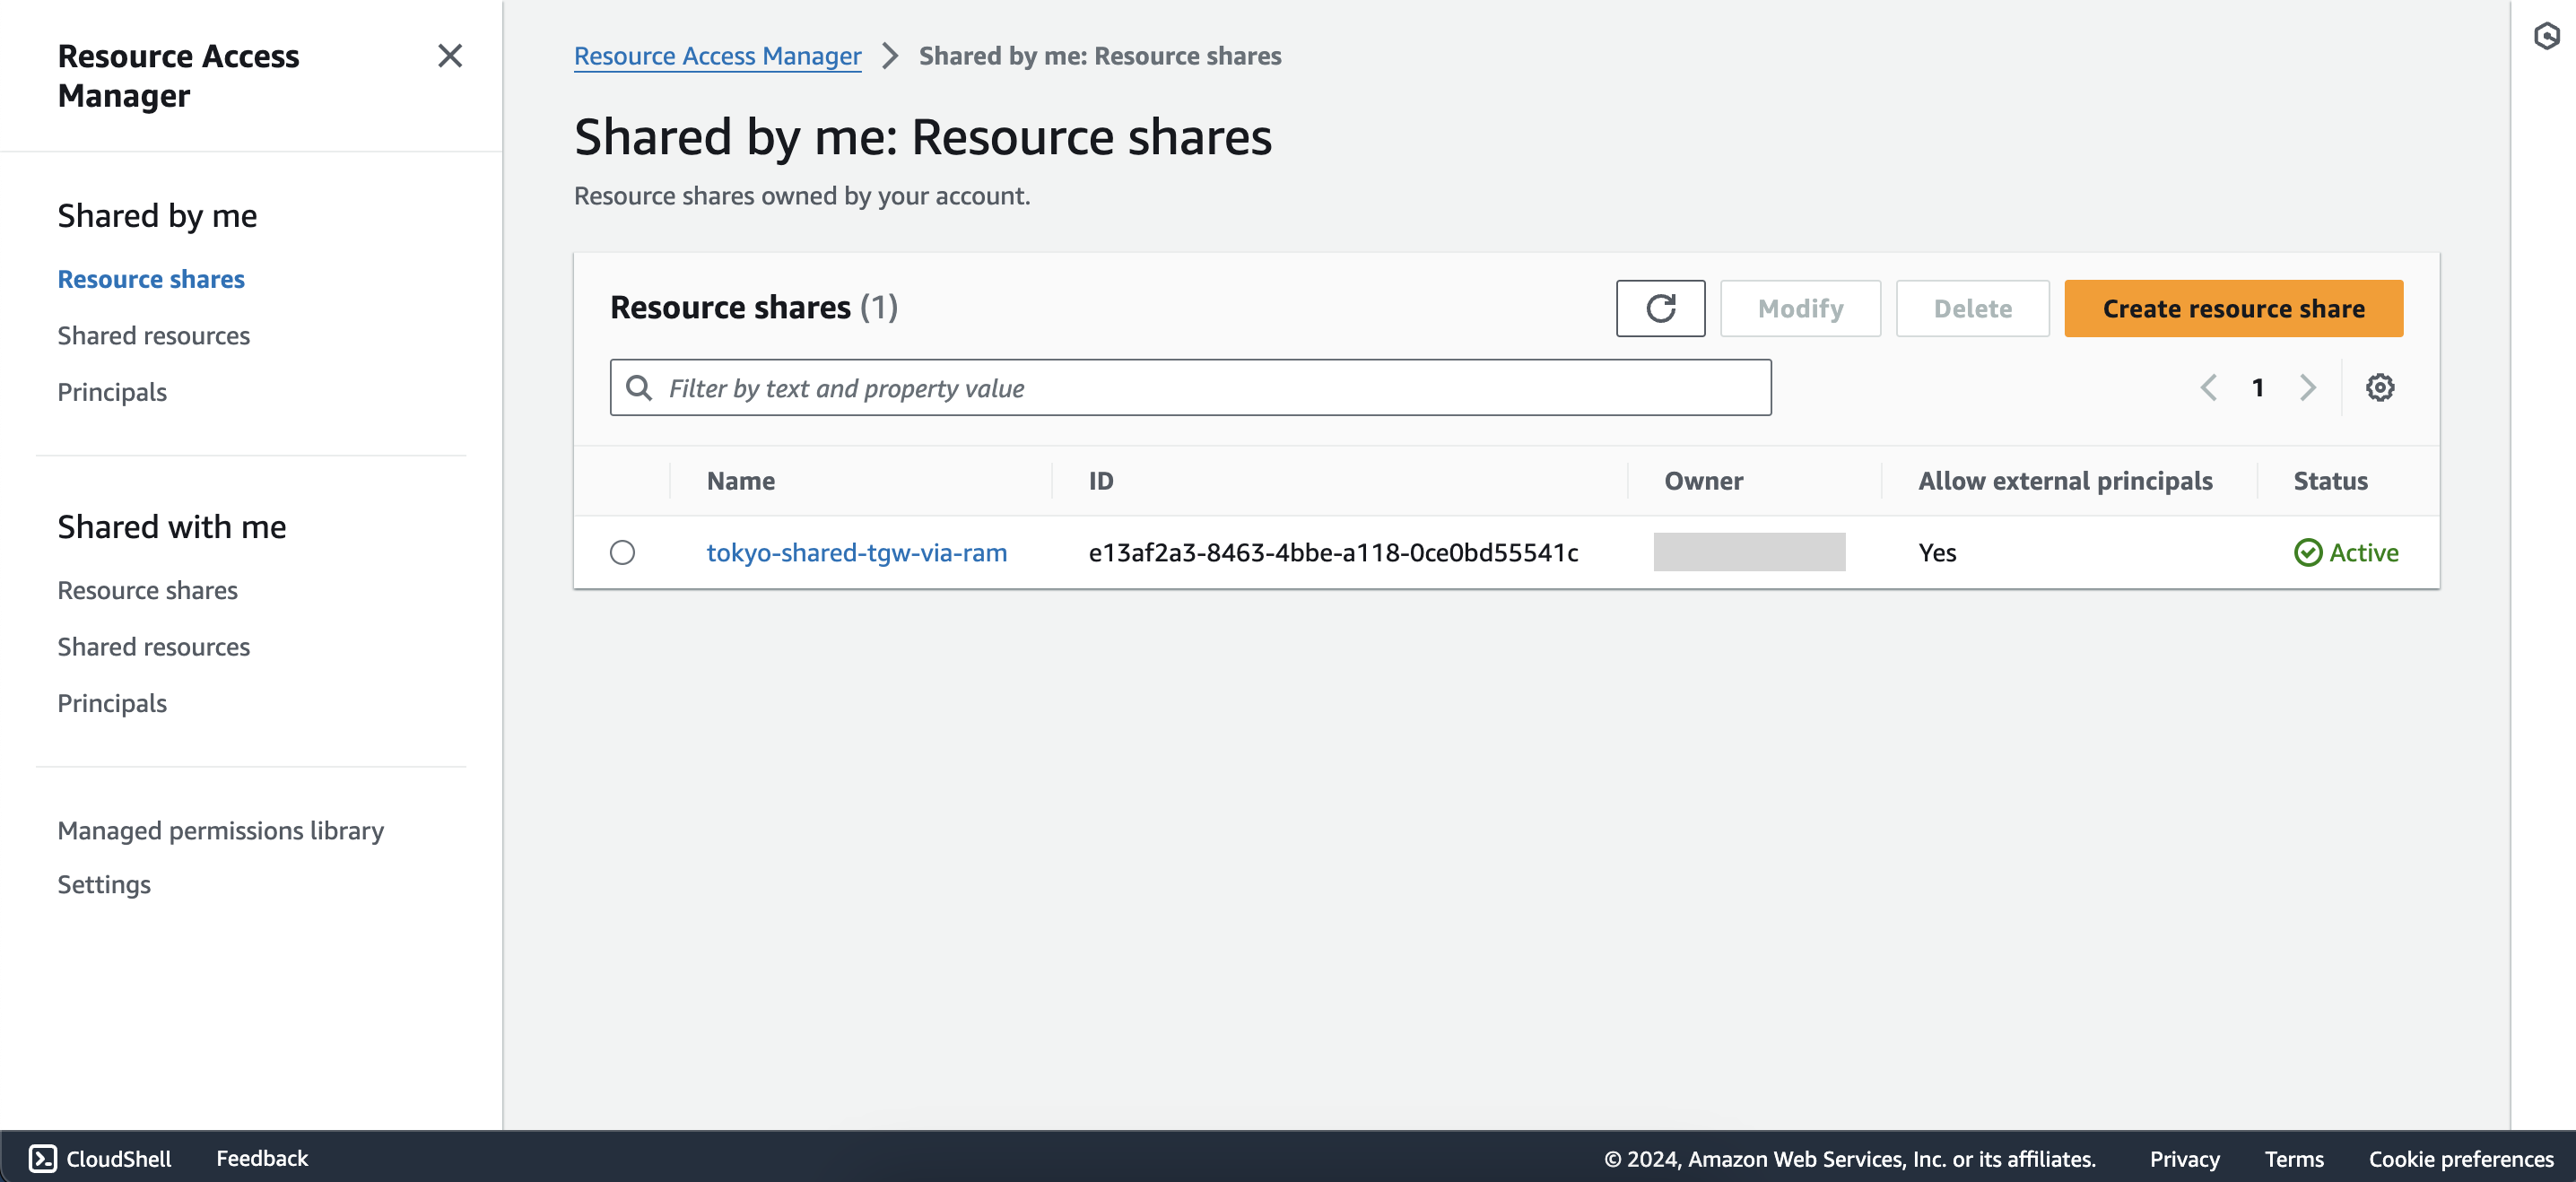 Resource Access
Manager
Shared by me
Resource shares
Shared resources
Principals
Shared with me
Resource shares
Shared resources
Principals
Managed permissions library
Settings
Resource Access Manager > Shared by me: Resource shares
Shared by me: Resource shares
Resource shares owned by your account.
Resource shares (1)
Modify
Delete
Create resource share
Filter by text and property value
1
Name ID Owner Allow external principals Status
tokyo-shared-tgw-via-ram e13af2a3-8463-4bbe-a118-0ce0bd55541c Yes Active
CloudShell Feedback © 2024, Amazon Web Services, Inc. or its affiliates. Privacy Terms Cookie preferences